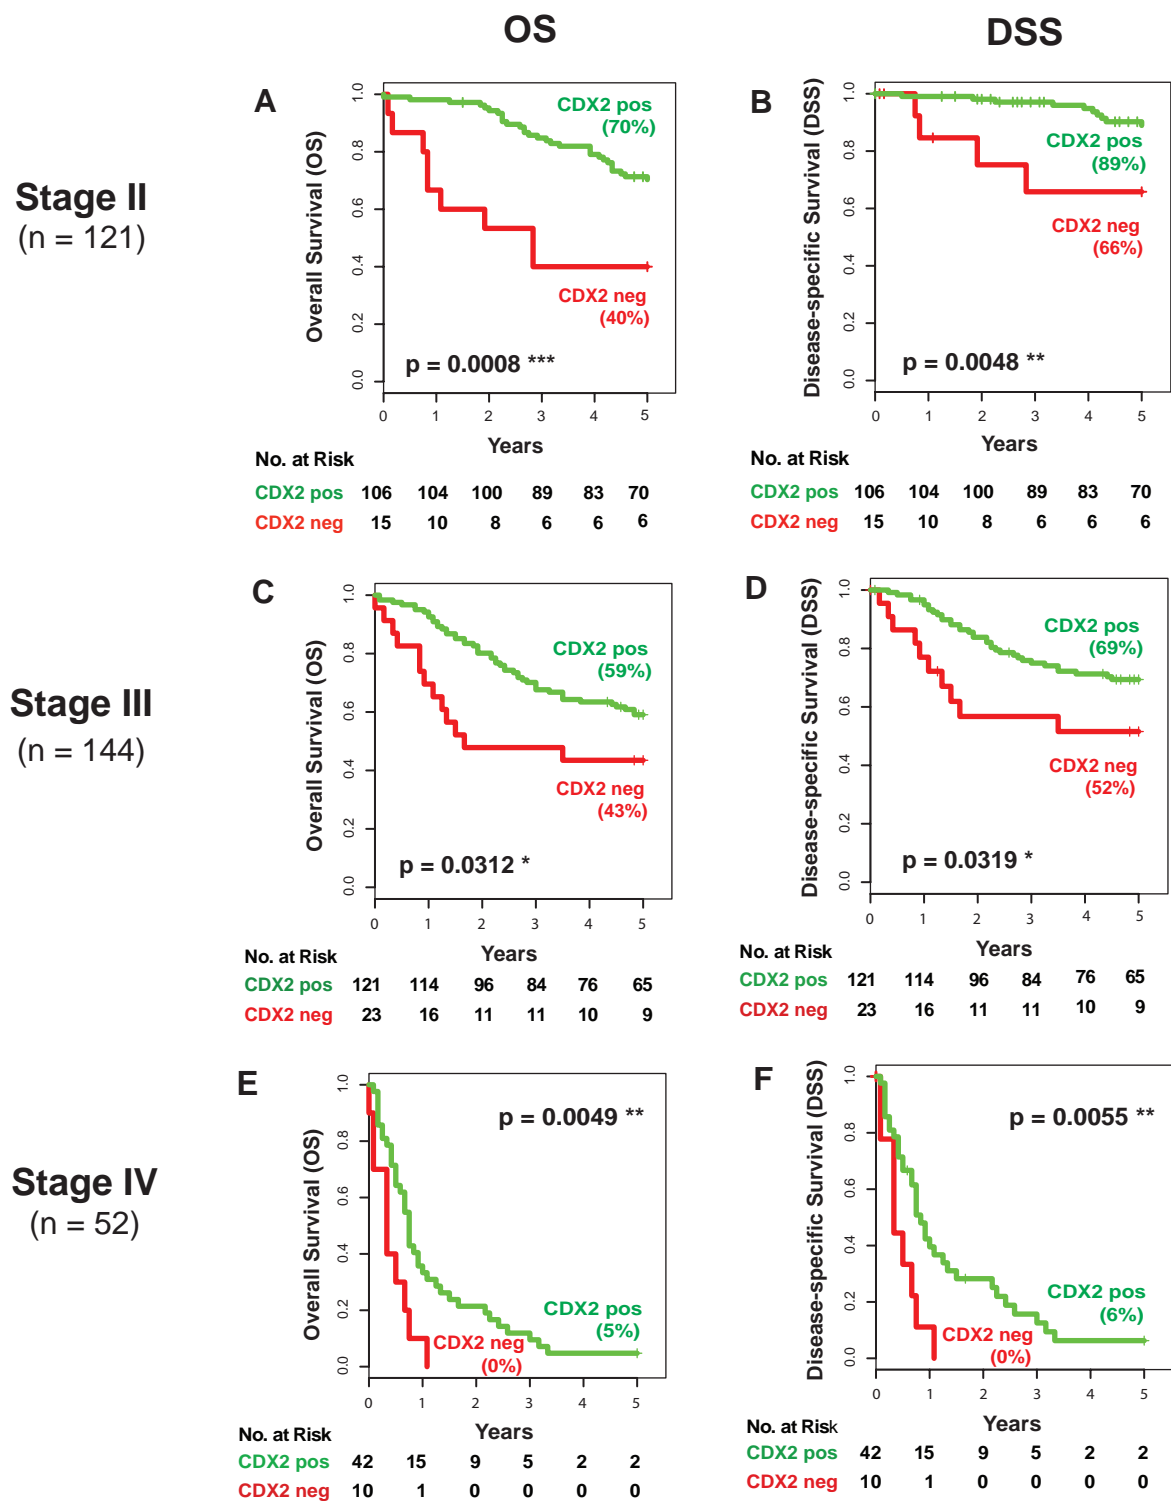 OS
DSS
Stage II
(n = 121)
A
Overall Survival (OS)
1.0
0.8
0.6
0.4
0.2
0.0
CDX2 pos
(70%)
CDX2 neg
(40%)
p = 0.0008 ***
0 1 2 3 4 5
Years
No. at Risk
CDX2 pos 106 104 100 89 83 70
CDX2 neg 15 10 8 6 6 6
B
Disease-specific Survival (DSS)
1.0
0.8
0.6
0.4
0.2
0.0
CDX2 pos
(89%)
CDX2 neg
(66%)
p = 0.0048 **
0 1 2 3 4 5
Years
No. at Risk
CDX2 pos 106 104 100 89 83 70
CDX2 neg 15 10 8 6 6 6
Stage III
(n = 144)
C
Overall Survival (OS)
1.0
0.8
0.6
0.4
0.2
0.0
CDX2 pos
(59%)
CDX2 neg
(43%)
p = 0.0312 *
0 1 2 3 4 5
Years
No. at Risk
CDX2 pos 121 114 96 84 76 65
CDX2 neg 23 16 11 11 10 9
D
Disease-specific Survival (DSS)
1.0
0.8
0.6
0.4
0.2
0.0
CDX2 pos
(69%)
CDX2 neg
(52%)
p = 0.0319 *
0 1 2 3 4 5
Years
No. at Risk
CDX2 pos 121 114 96 84 76 65
CDX2 neg 23 16 11 11 10 9
Stage IV
(n = 52)
E
Overall Survival (OS)
1.0
0.8
0.6
0.4
0.2
0.0
p = 0.0049 **
CDX2 pos
(5%)
CDX2 neg
(0%)
0 1 2 3 4 5
Years
No. at Risk
CDX2 pos 42 15 9 5 2 2
CDX2 neg 10 1 0 0 0 0
F
Disease-specific Survival (DSS)
1.0
0.8
0.6
0.4
0.2
0.0
p = 0.0055 **
CDX2 pos
(6%)
CDX2 neg
(0%)
0 1 2 3 4 5
Years
No. at Risk
CDX2 pos 42 15 9 5 2 2
CDX2 neg 10 1 0 0 0 0